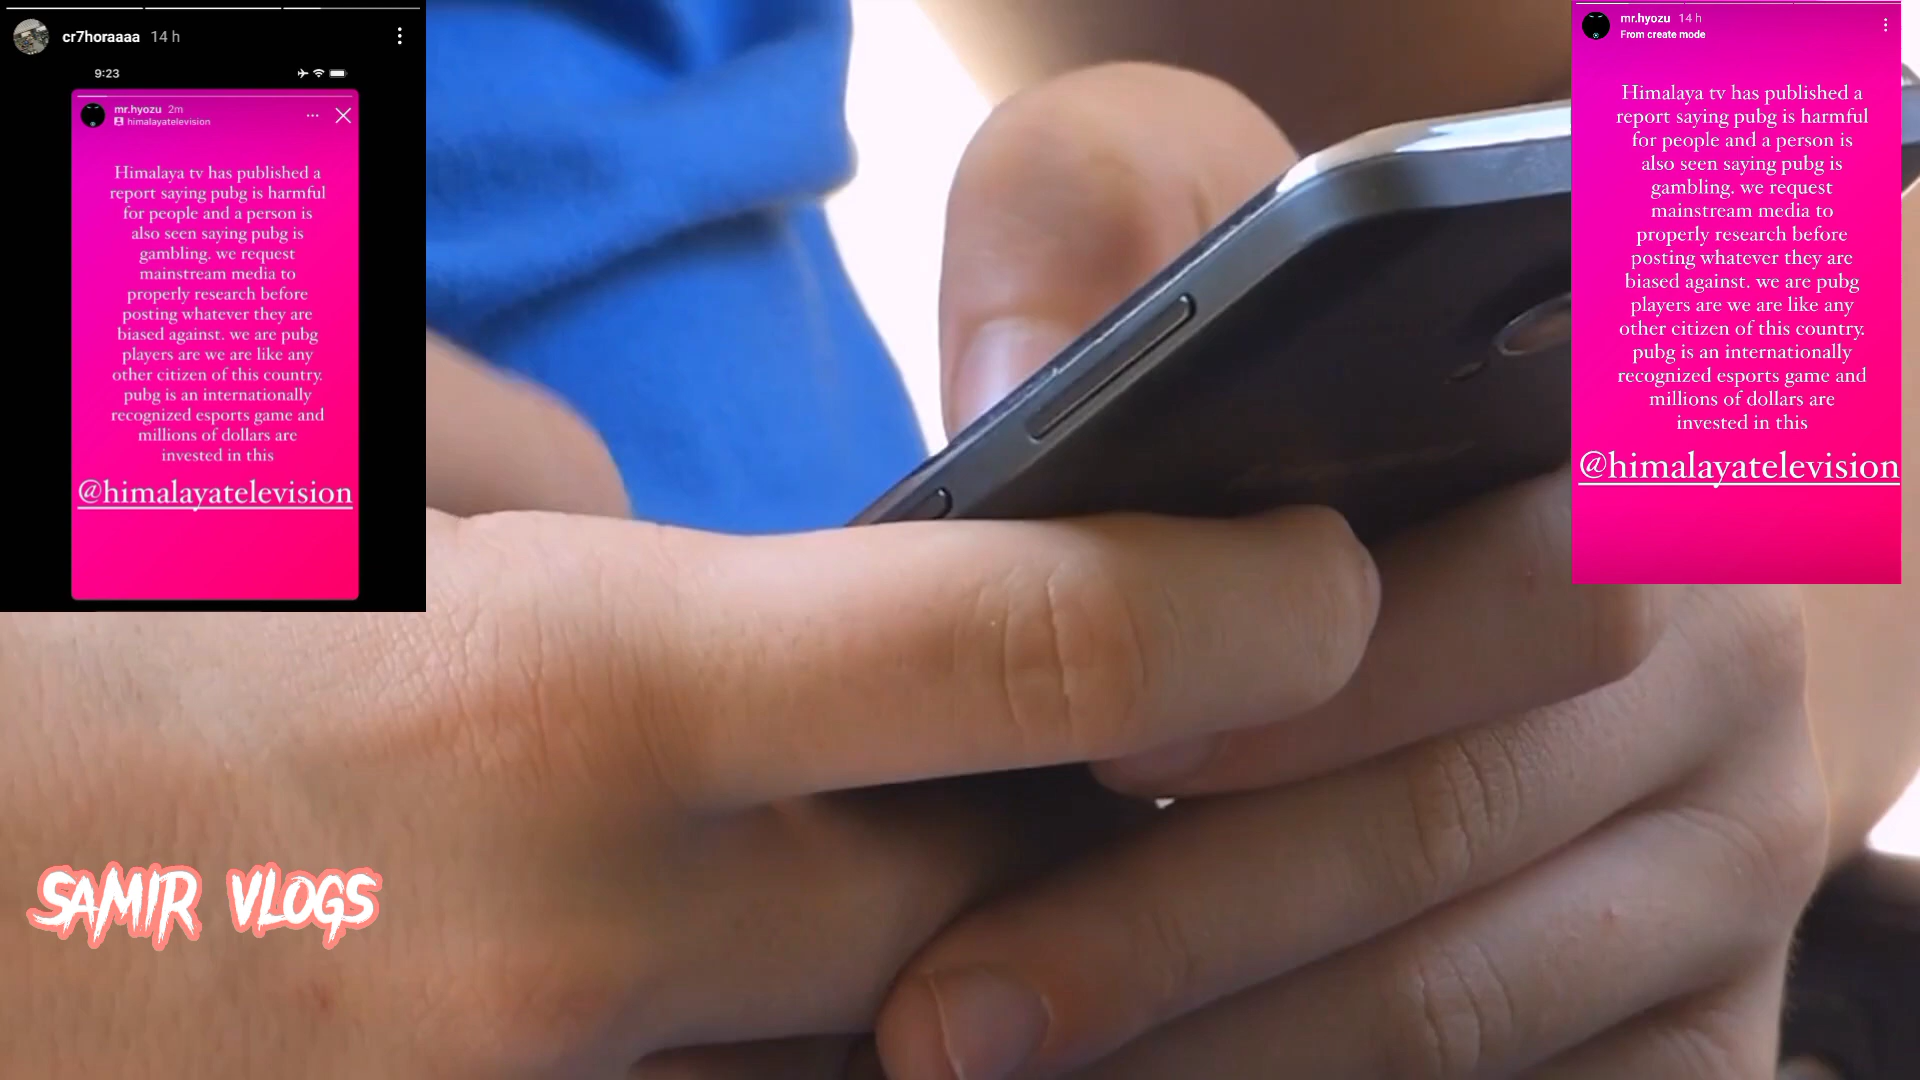 cr7horaaaa 14 h
9:23
mr.hyozu 2m
himalayatelevision
Himalaya tv has published a
report saying pubg is harmful
for people and a person is
also seen saying pubg is
gambling. we request
mainstream media to
properly research before
posting whatever they are
biased against. we are pubg
players are we are like any
other citizen of this country.
pubg is an internationally
recognized esports game and
millions of dollars are
invested in this
@himalayatelevision
mr.hyozu 14 h
From create mode
Himalaya tv has published a
report saying pubg is harmful
for people and a person is
also seen saying pubg is
gambling. we request
mainstream media to
properly research before
posting whatever they are
biased against. we are pubg
players are we are like any
other citizen of this country.
pubg is an internationally
recognized esports game and
millions of dollars are
invested in this
@himalayatelevision
SAMIR VLOGS